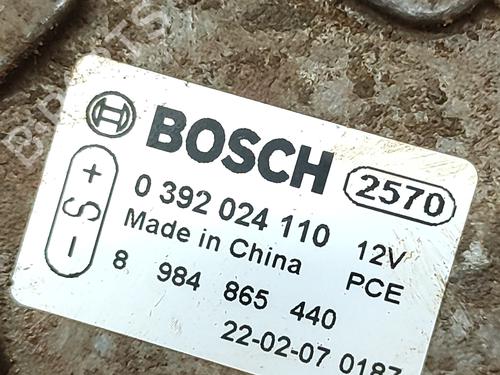 BOSCH 2570
0 392 024 110 12V
Made in China PCE
8 984 865 440
22-02-07 0187
+ S -
B-PARTS